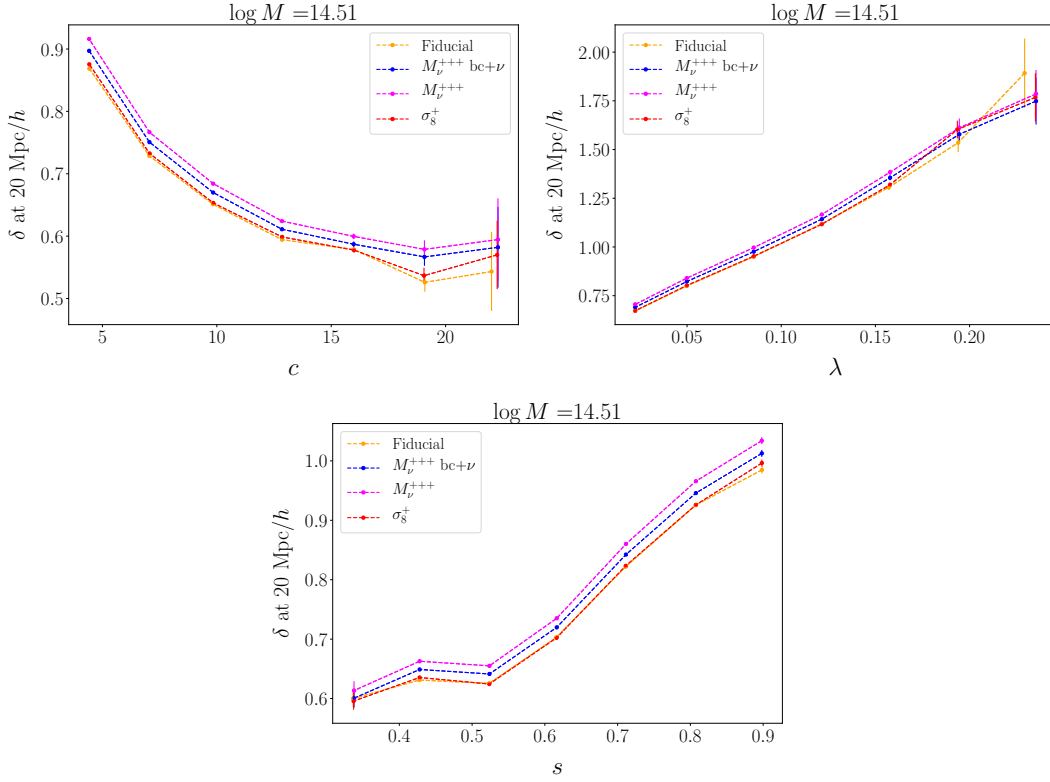 log M =14.51
δ at 20 Mpc/h
0.9
0.8
0.7
0.6
0.5
Fiducial
M_ν^{+++} bc+ν
M_ν^{+++}
σ_8^+
5
10
15
20
c
log M =14.51
δ at 20 Mpc/h
2.00
1.75
1.50
1.25
1.00
0.75
Fiducial
M_ν^{+++} bc+ν
M_ν^{+++}
σ_8^+
0.05
0.10
0.15
0.20
λ
log M =14.51
δ at 20 Mpc/h
1.0
0.9
0.8
0.7
0.6
Fiducial
M_ν^{+++} bc+ν
M_ν^{+++}
σ_8^+
0.4
0.5
0.6
0.7
0.8
0.9
s